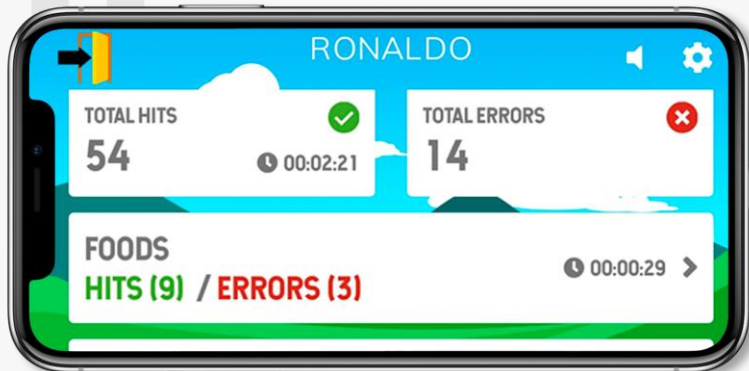 RONALDO
TOTAL HITS
54
00:02:21
TOTAL ERRORS
14
FOODS
HITS (9) / ERRORS (3)
00:00:29